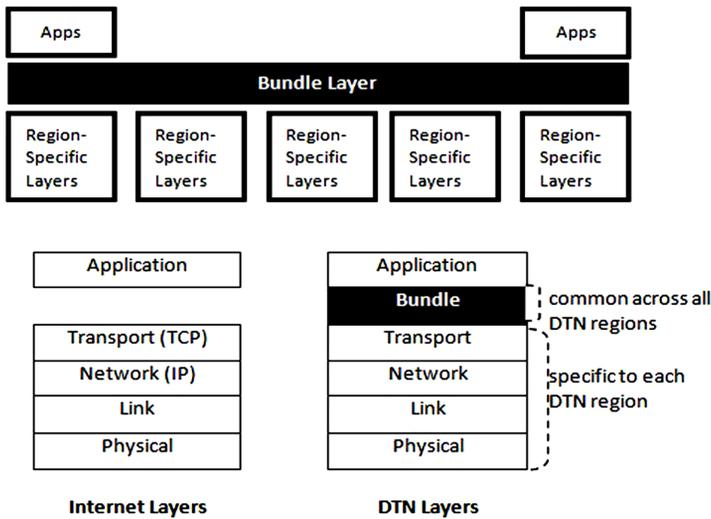 Apps
Apps
Bundle Layer
Region-
Specific
Layers
Region-
Specific
Layers
Region-
Specific
Layers
Region-
Specific
Layers
Region-
Specific
Layers
Application
Transport (TCP)
Network (IP)
Link
Physical
Internet Layers
Application
Bundle
Transport
Network
Link
Physical
DTN Layers
common across all
DTN regions
specific to each
DTN region